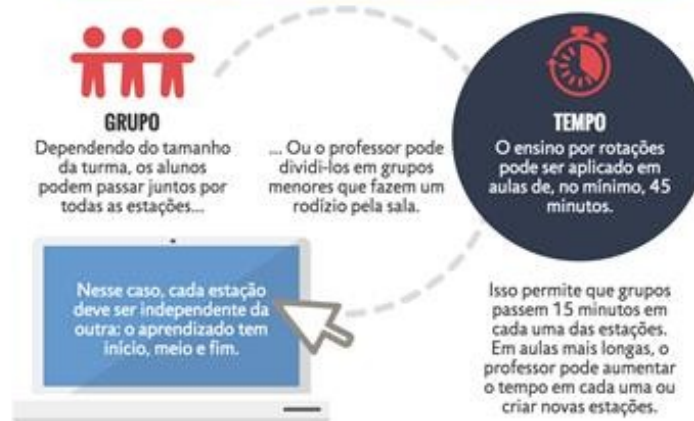 GRUPO
Dependendo do tamanho
da turma, os alunos
podem passar juntos por
todas as estações...
... Ou o professor pode
dividi-los em grupos
menores que fazem um
rodízio pela sala.
TEMPO
O ensino por rotações
pode ser aplicado em
aulas de, no mínimo, 45
minutos.
Nesse caso, cada estação
deve ser independente da
outra: o aprendizado tem
início, meio e fim.
Isso permite que grupos
passem 15 minutos em
cada uma das estações.
Em aulas mais longas, o
professor pode aumentar
o tempo em cada uma ou
criar novas estações.